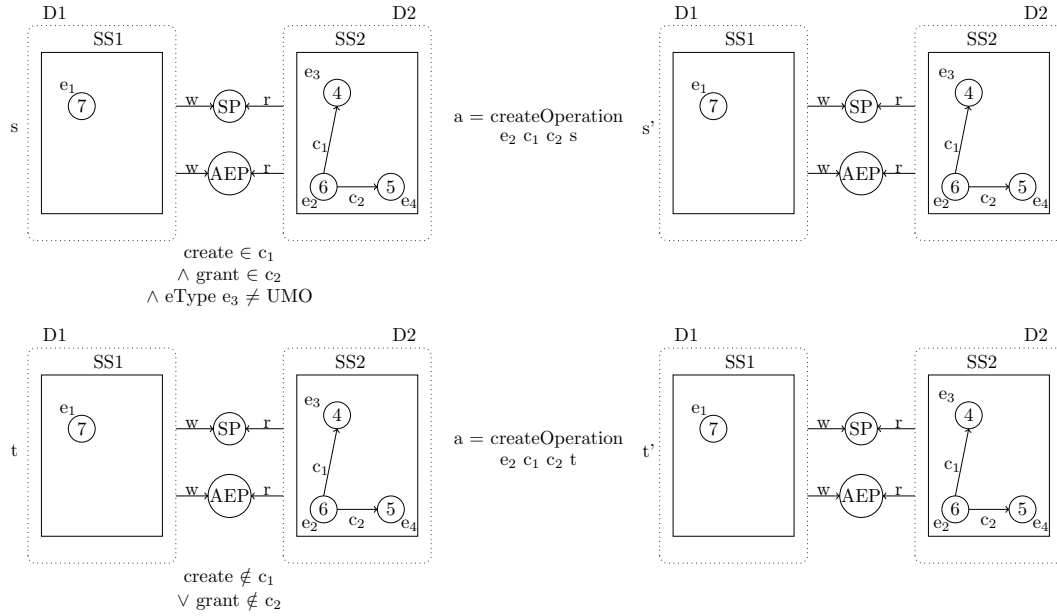 D1 D2 D1 D2
SS1 SS2 SS1 SS2
e₁ 7 w SP r e₃ 4 e₁ 7 w SP r e₃ 4
s a = createOperation s'
e₂ c₁ c₂ s
c₁ c₁
w AEP r 6 5 w AEP r 6 5
e₂ c₂ e₄ e₂ c₂ e₄
create ∈ c₁
∧ grant ∈ c₂
∧ eType e₃ ≠ UMO
D1 D2 D1 D2
SS1 SS2 SS1 SS2
e₁ 7 w SP r e₃ 4 e₁ 7 w SP r e₃ 4
t a = createOperation t'
e₂ c₁ c₂ t
c₁ c₁
w AEP r 6 5 w AEP r 6 5
e₂ c₂ e₄ e₂ c₂ e₄
create ∉ c₁
∨ grant ∉ c₂